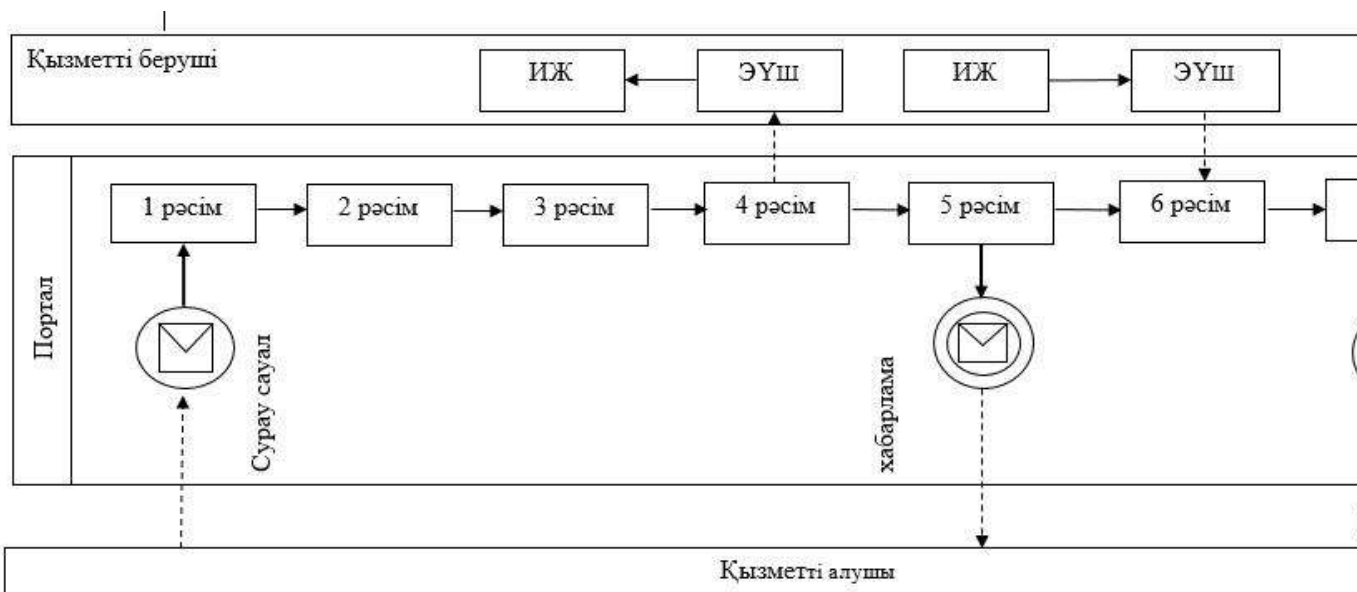 Қызметті беруші
ИЖ
ЭҮШ
ИЖ
ЭҮШ
1 рәсім
2 рәсім
3 рәсім
4 рәсім
5 рәсім
6 рәсім
Портал
Сурау сауал
хабарлама
Қызметті алушы